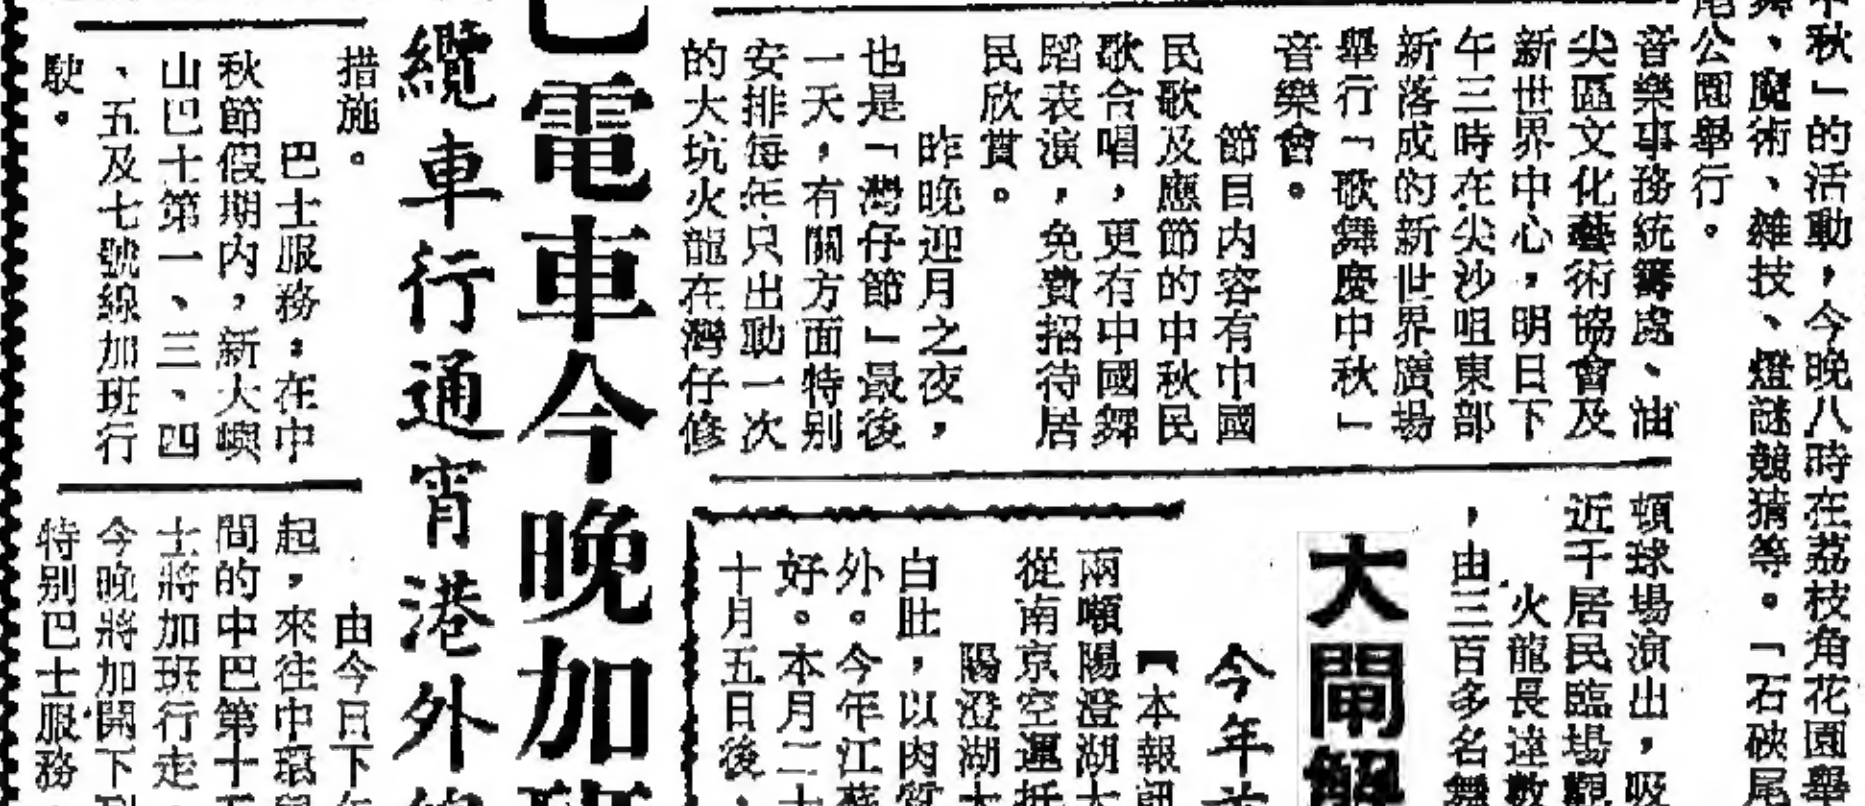 中秋」的活動，今晚八時在荔枝角花園舉
舞、魔術、雜技、燈謎競猜等。「石硤尾
尾公園舉行。
音樂事務統籌處、油
尖區文化藝術協會及
新世界中心，明日下
午三時在尖沙咀東部
新落成的新世界廣場
舉行「歌舞慶中秋」
音樂會。
節目內容有中國
民歌及應節的中秋民
歌合唱，更有中國舞
蹈表演，免費招待居
民欣賞。
昨晚迎月之夜，
也是「灣仔節」最後
一天，有關方面特別
安排每年只出動一次
的大坑火龍在灣仔修
頓球場演出，吸
近千居民臨場觀
，由三百多名舞
火龍長達數
大閘蟹
今年
【本報訊
兩噸陽澄湖大
從南京空運抵
陽澄湖大
白肚，以肉質
外。今年江蘇
好。本月二十
十月五日後，
巴電車今晚加班
纜車行通宵港外線
措施。
巴士服務：在中
秋節假期內，新大嶼
山巴士第一、三、四
、五及七號線加班行
駛。
由今日下午
起，來往中環與
間的中巴第十五
士將加班行走，
今晚將加開下列
特別巴士服務，